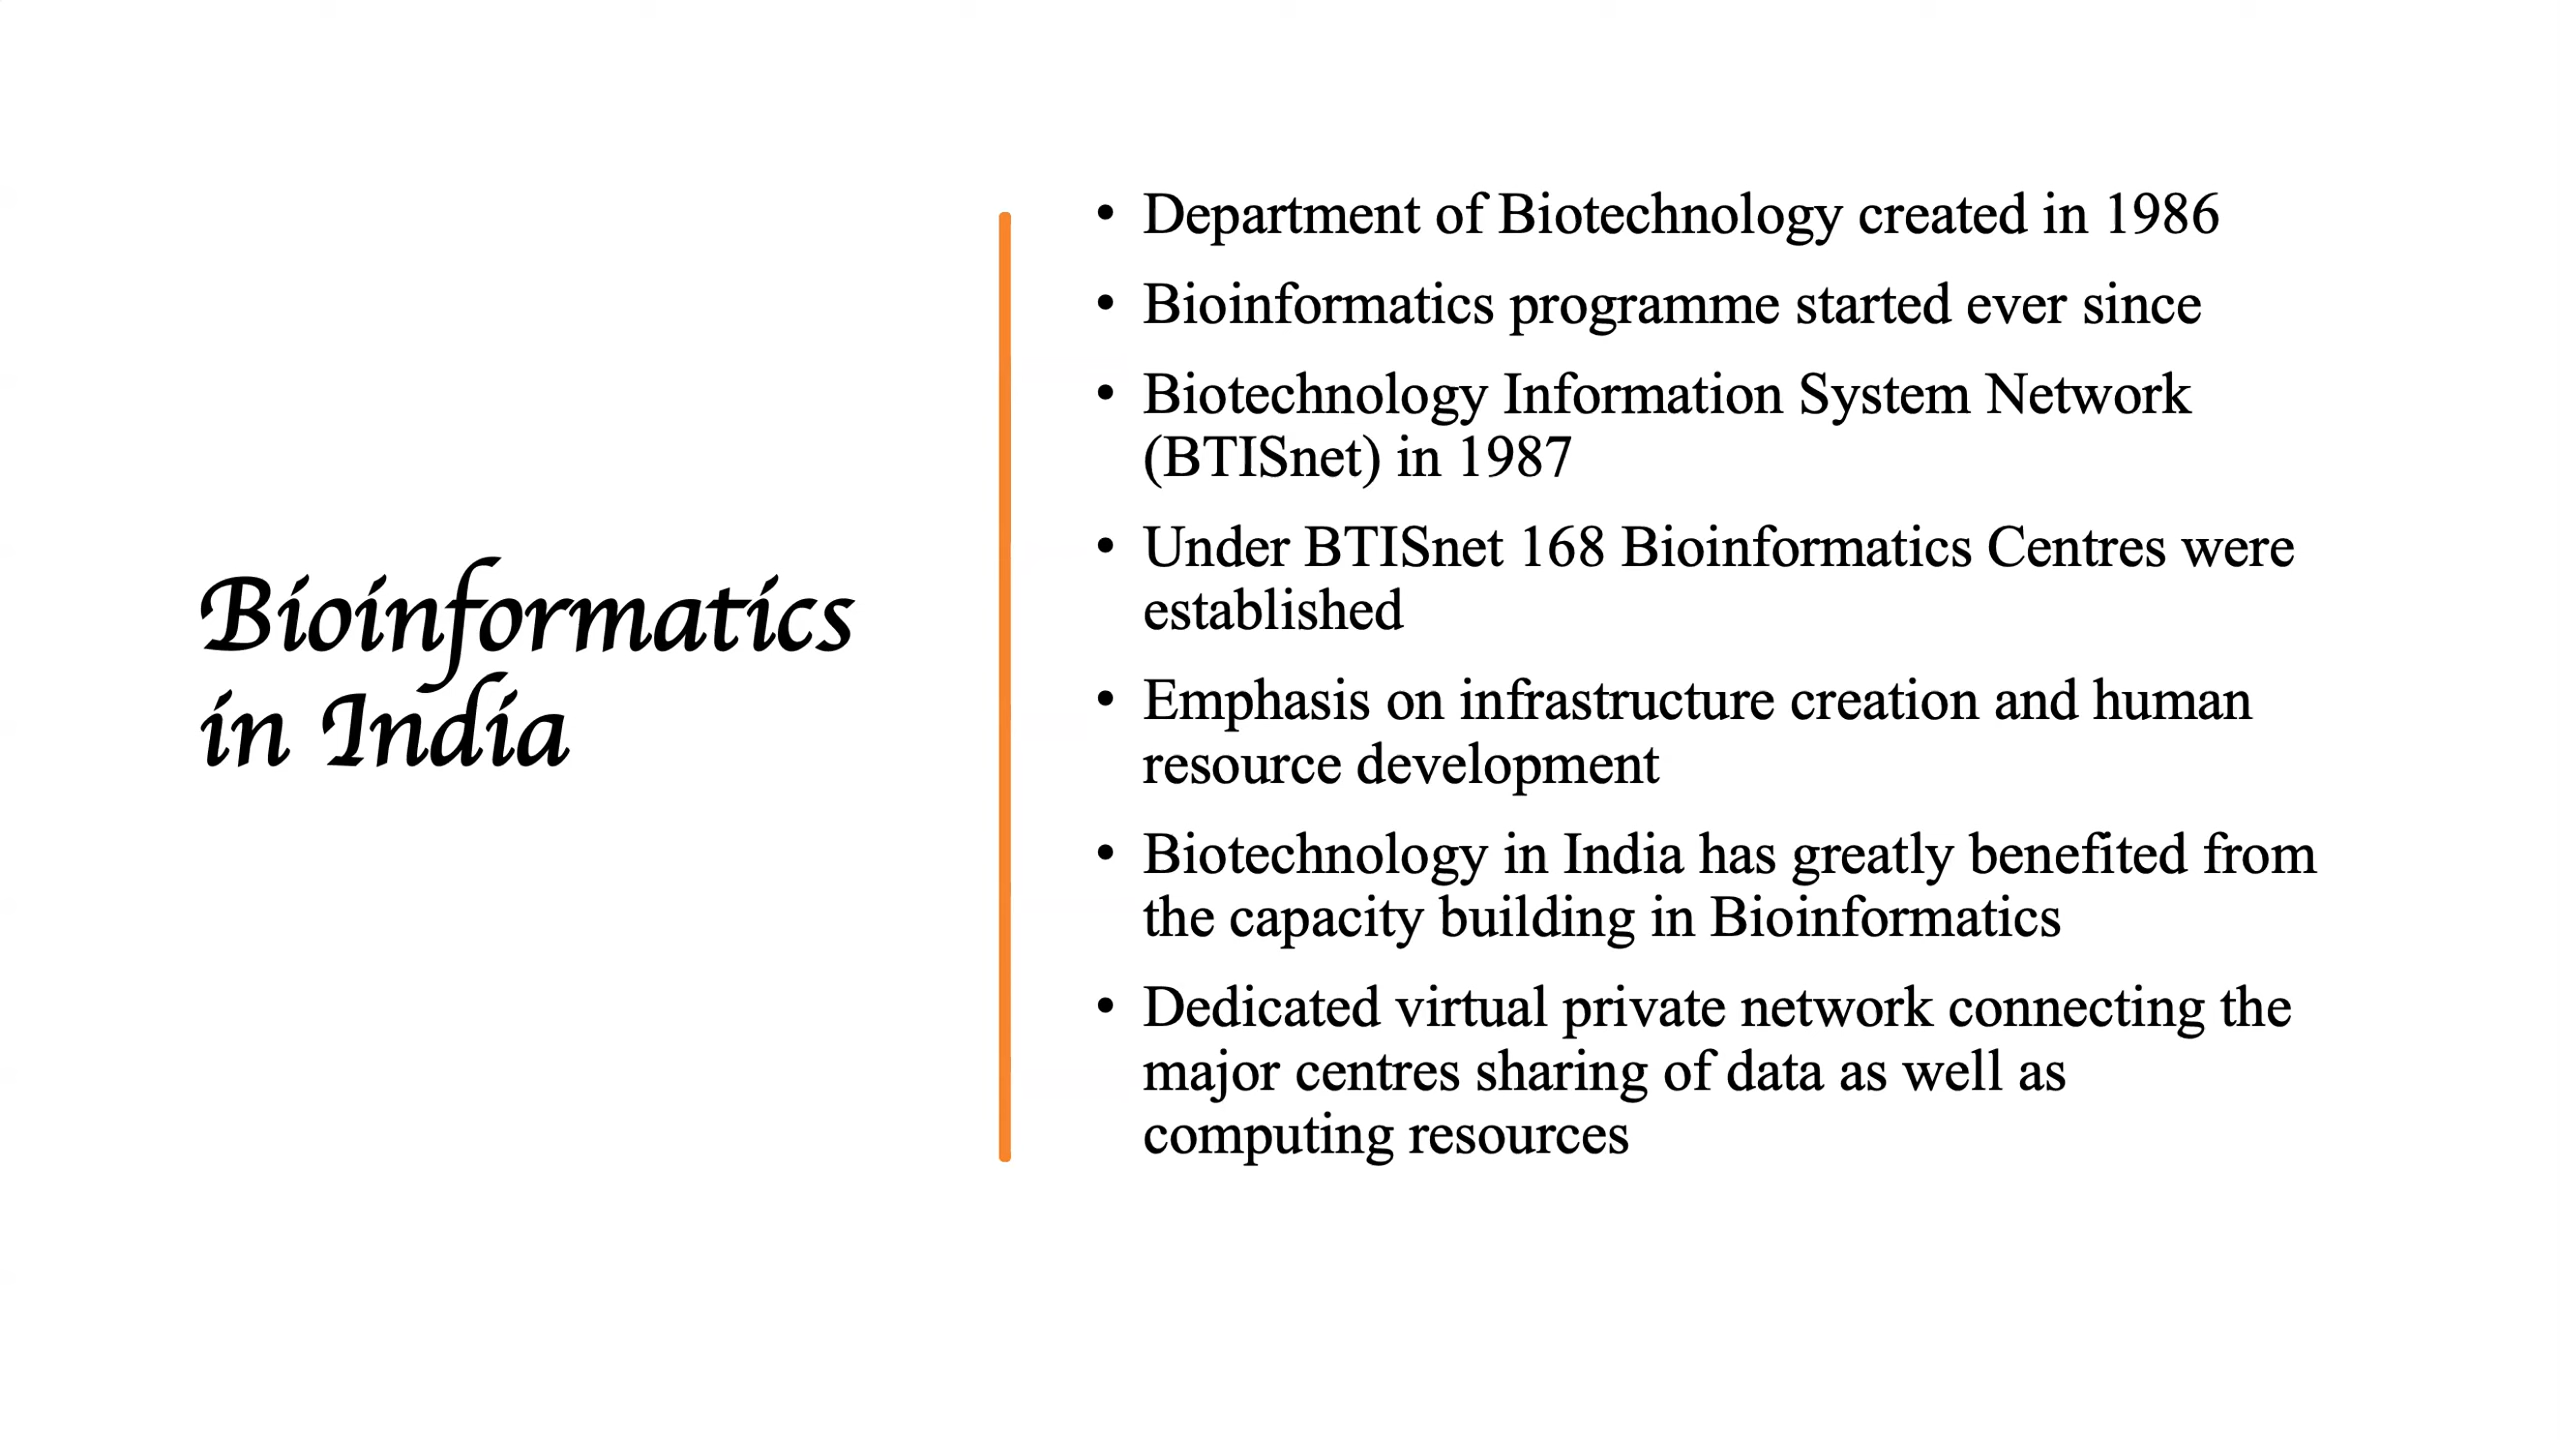 Bioinformatics
in India
• Department of Biotechnology created in 1986
• Bioinformatics programme started ever since
• Biotechnology Information System Network
(BTISnet) in 1987
• Under BTISnet 168 Bioinformatics Centres were
established
• Emphasis on infrastructure creation and human
resource development
• Biotechnology in India has greatly benefited from
the capacity building in Bioinformatics
• Dedicated virtual private network connecting the
major centres sharing of data as well as
computing resources